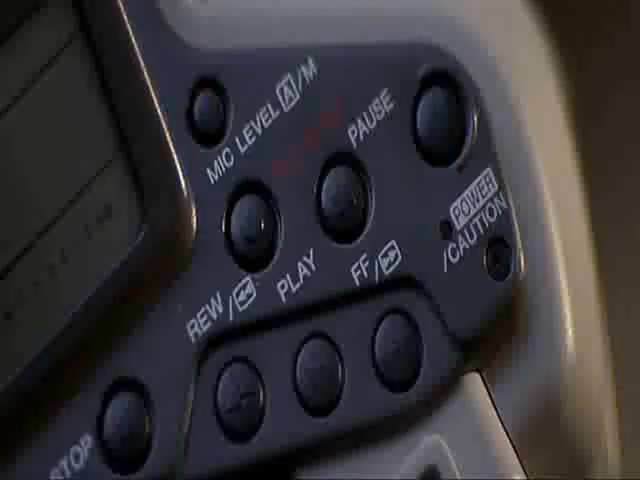 MIC LEVEL A/M
PAUSE
POWER
/CAUTION
REW/
PLAY
FF/
STOP